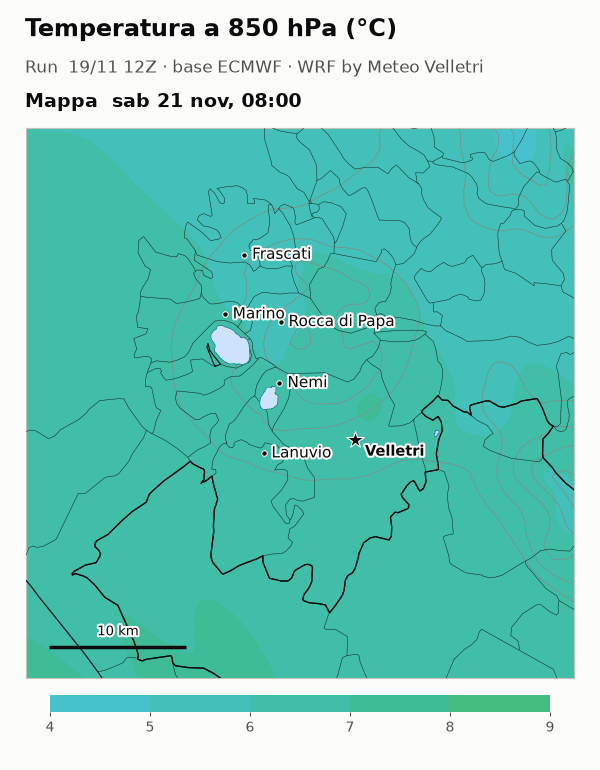 Temperatura a 850 hPa (°C)
Run  19/11 12Z · base ECMWF · WRF by Meteo Velletri
Mappa  sab 21 nov, 08:00
Frascati
Marino
Rocca di Papa
Nemi
Velletri
Lanuvio
10 km
4 5 6 7 8 9